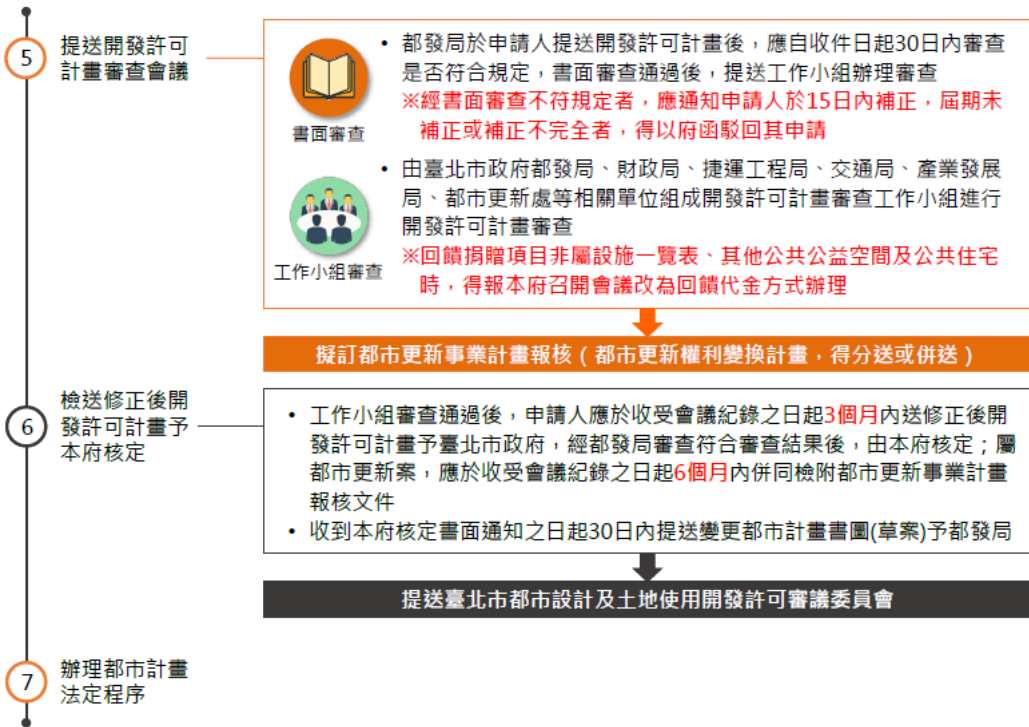 5
提送開發許可
計畫審查會議
書面審查
• 都發局於申請人提送開發許可計畫後，應自收件日起30日內審查
是否符合規定，書面審查通過後，提送工作小組辦理審查
※經書面審查不符規定者，應通知申請人於15日內補正，屆期未
補正或補正不完全者，得以府函駁回其申請
工作小組審查
• 由臺北市政府都發局、財政局、捷運工程局、交通局、產業發展
局、都市更新處等相關單位組成開發許可計畫審查工作小組進行
開發許可計畫審查
※回饋捐贈項目非屬設施一覽表、其他公共公益空間及公共住宅
時，得報本府召開會議改為回饋代金方式辦理
擬訂都市更新事業計畫報核（都市更新權利變換計畫，得分送或併送）
6
檢送修正後開
發許可計畫予
本府核定
• 工作小組審查通過後，申請人應於收受會議紀錄之日起3個月內送修正後開
發許可計畫予臺北市政府，經都發局審查符合審查結果後，由本府核定；屬
都市更新案，應於收受會議紀錄之日起6個月內併同檢附都市更新事業計畫
報核文件
• 收到本府核定書面通知之日起30日內提送變更都市計畫書圖(草案)予都發局
提送臺北市都市設計及土地使用開發許可審議委員會
7
辦理都市計畫
法定程序